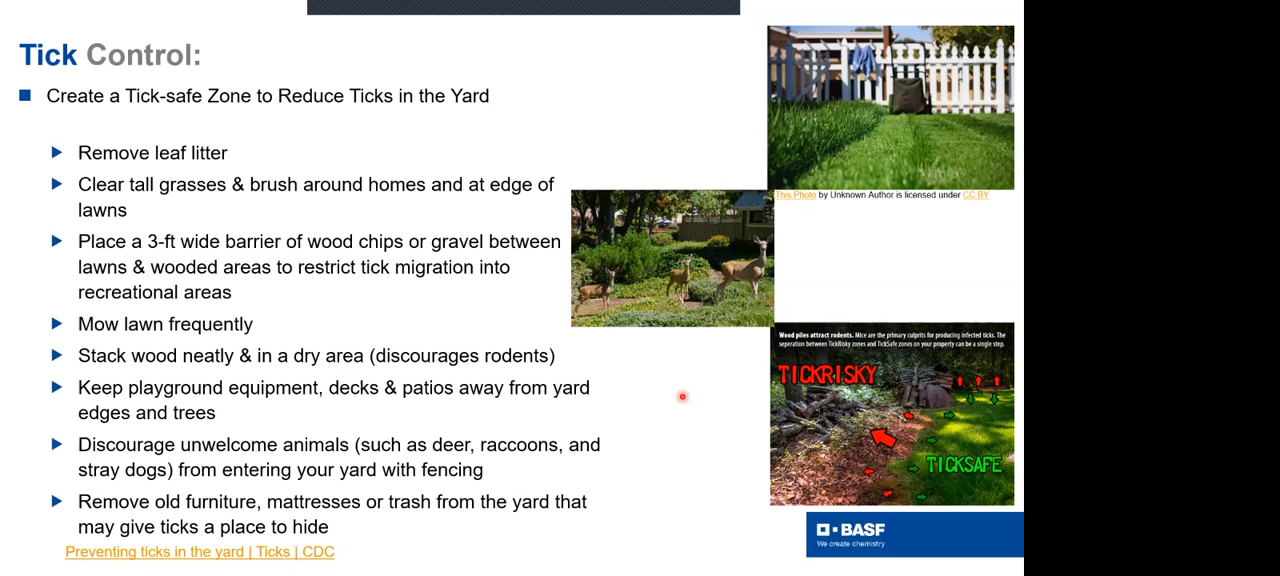 Tick Control:
Create a Tick-safe Zone to Reduce Ticks in the Yard
Remove leaf litter
Clear tall grasses & brush around homes and at edge of
lawns
Place a 3-ft wide barrier of wood chips or gravel between
lawns & wooded areas to restrict tick migration into
recreational areas
Mow lawn frequently
Stack wood neatly & in a dry area (discourages rodents)
Keep playground equipment, decks & patios away from yard
edges and trees
Discourage unwelcome animals (such as deer, raccoons, and
stray dogs) from entering your yard with fencing
Remove old furniture, mattresses or trash from the yard that
may give ticks a place to hide
Preventing ticks in the yard | Ticks | CDC
This Photo by Unknown Author is licensed under CC BY
Wood piles attract rodents. Mice are the primary culprits for producing infected ticks. The
seperation between TickRisky zones and TickSafe zones on your property can be a single step.
TICKRISKY
TICKSAFE
BASF
We create chemistry